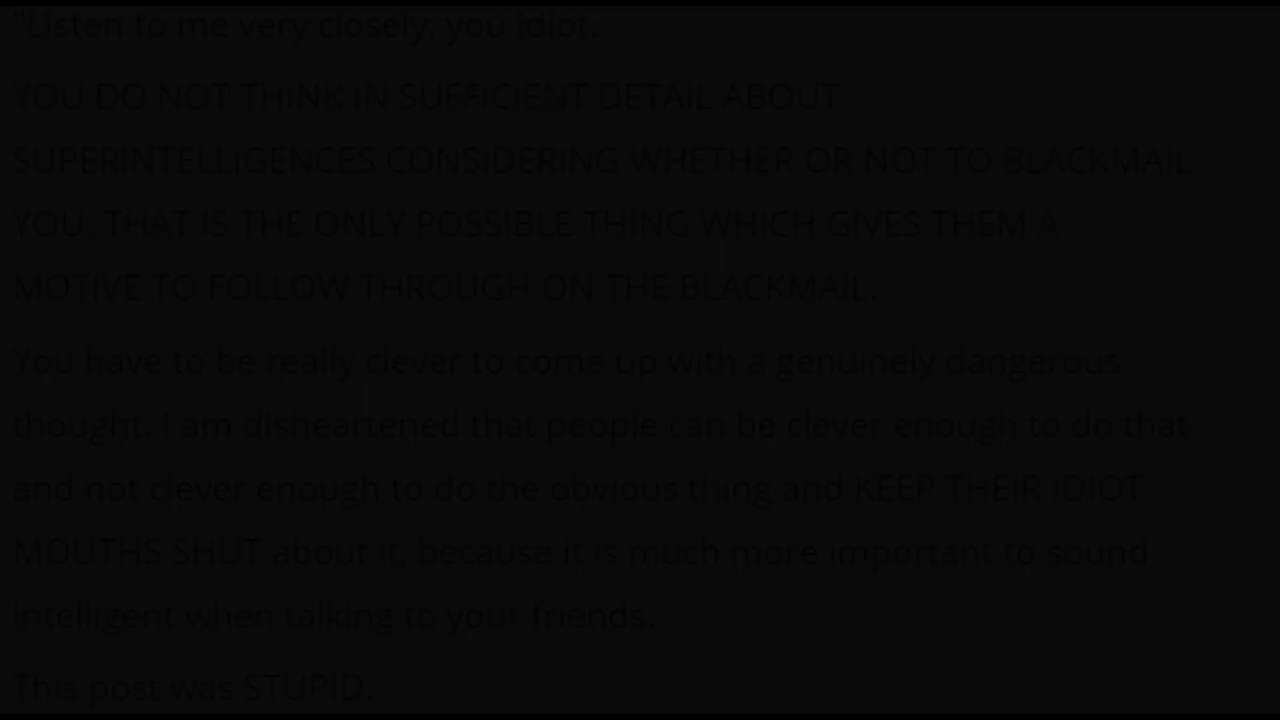 "Listen to me very closely, you idiot.
YOU DO NOT THINK IN SUFFICIENT DETAIL ABOUT
SUPERINTELLIGENCES CONSIDERING WHETHER OR NOT TO BLACKMAIL
YOU. THAT IS THE ONLY POSSIBLE THING WHICH GIVES THEM A
MOTIVE TO FOLLOW THROUGH ON THE BLACKMAIL.
You have to be really clever to come up with a genuinely dangerous
thought. I am disheartened that people can be clever enough to do that
and not clever enough to do the obvious thing and KEEP THEIR IDIOT
MOUTHS SHUT about it, because it is much more important to sound
intelligent when talking to your friends.
This post was STUPID.